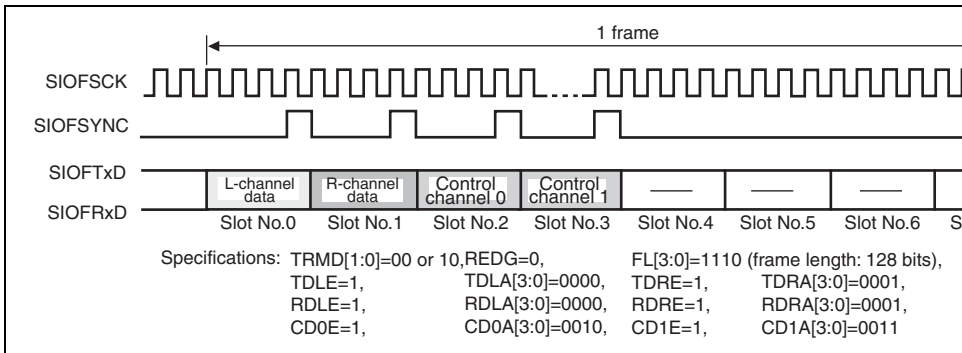 1 frame
SIOFSCK
SIOFSYNC
SIOFTxD
SIOFRxD
L-channel data
R-channel data
Control channel 0
Control channel 1
Slot No.0 Slot No.1 Slot No.2 Slot No.3 Slot No.4 Slot No.5 Slot No.6 S
Specifications: TRMD[1:0]=00 or 10, REDG=0, FL[3:0]=1110 (frame length: 128 bits),
TDLE=1, TDLA[3:0]=0000, TDRE=1, TDRA[3:0]=0001,
RDLE=1, RDLA[3:0]=0000, RDRE=1, RDRA[3:0]=0001,
CD0E=1, CD0A[3:0]=0010, CD1E=1, CD1A[3:0]=0011